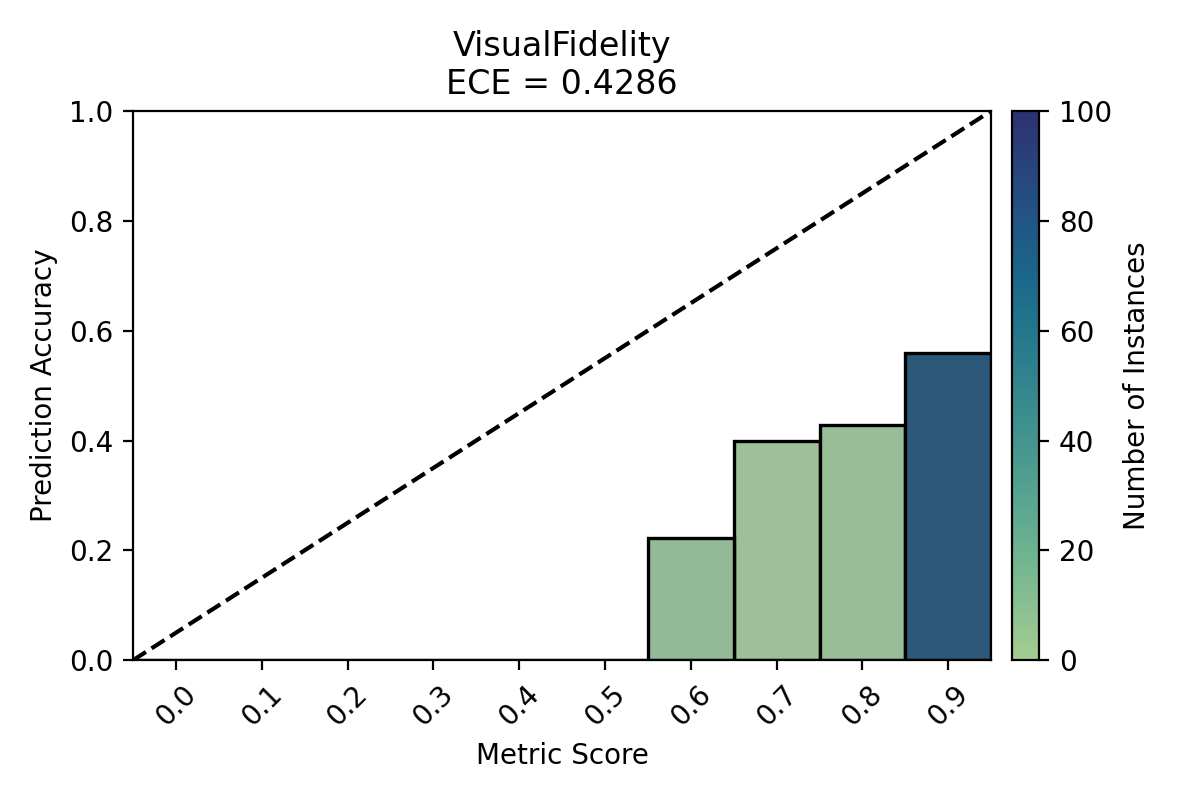 VisualFidelity
ECE = 0.4286
Prediction Accuracy
1.0
0.8
0.6
0.4
0.2
0.0
0.0 0.1 0.2 0.3 0.4 0.5 0.6 0.7 0.8 0.9
Metric Score
100
80
60
40
20
0
Number of Instances